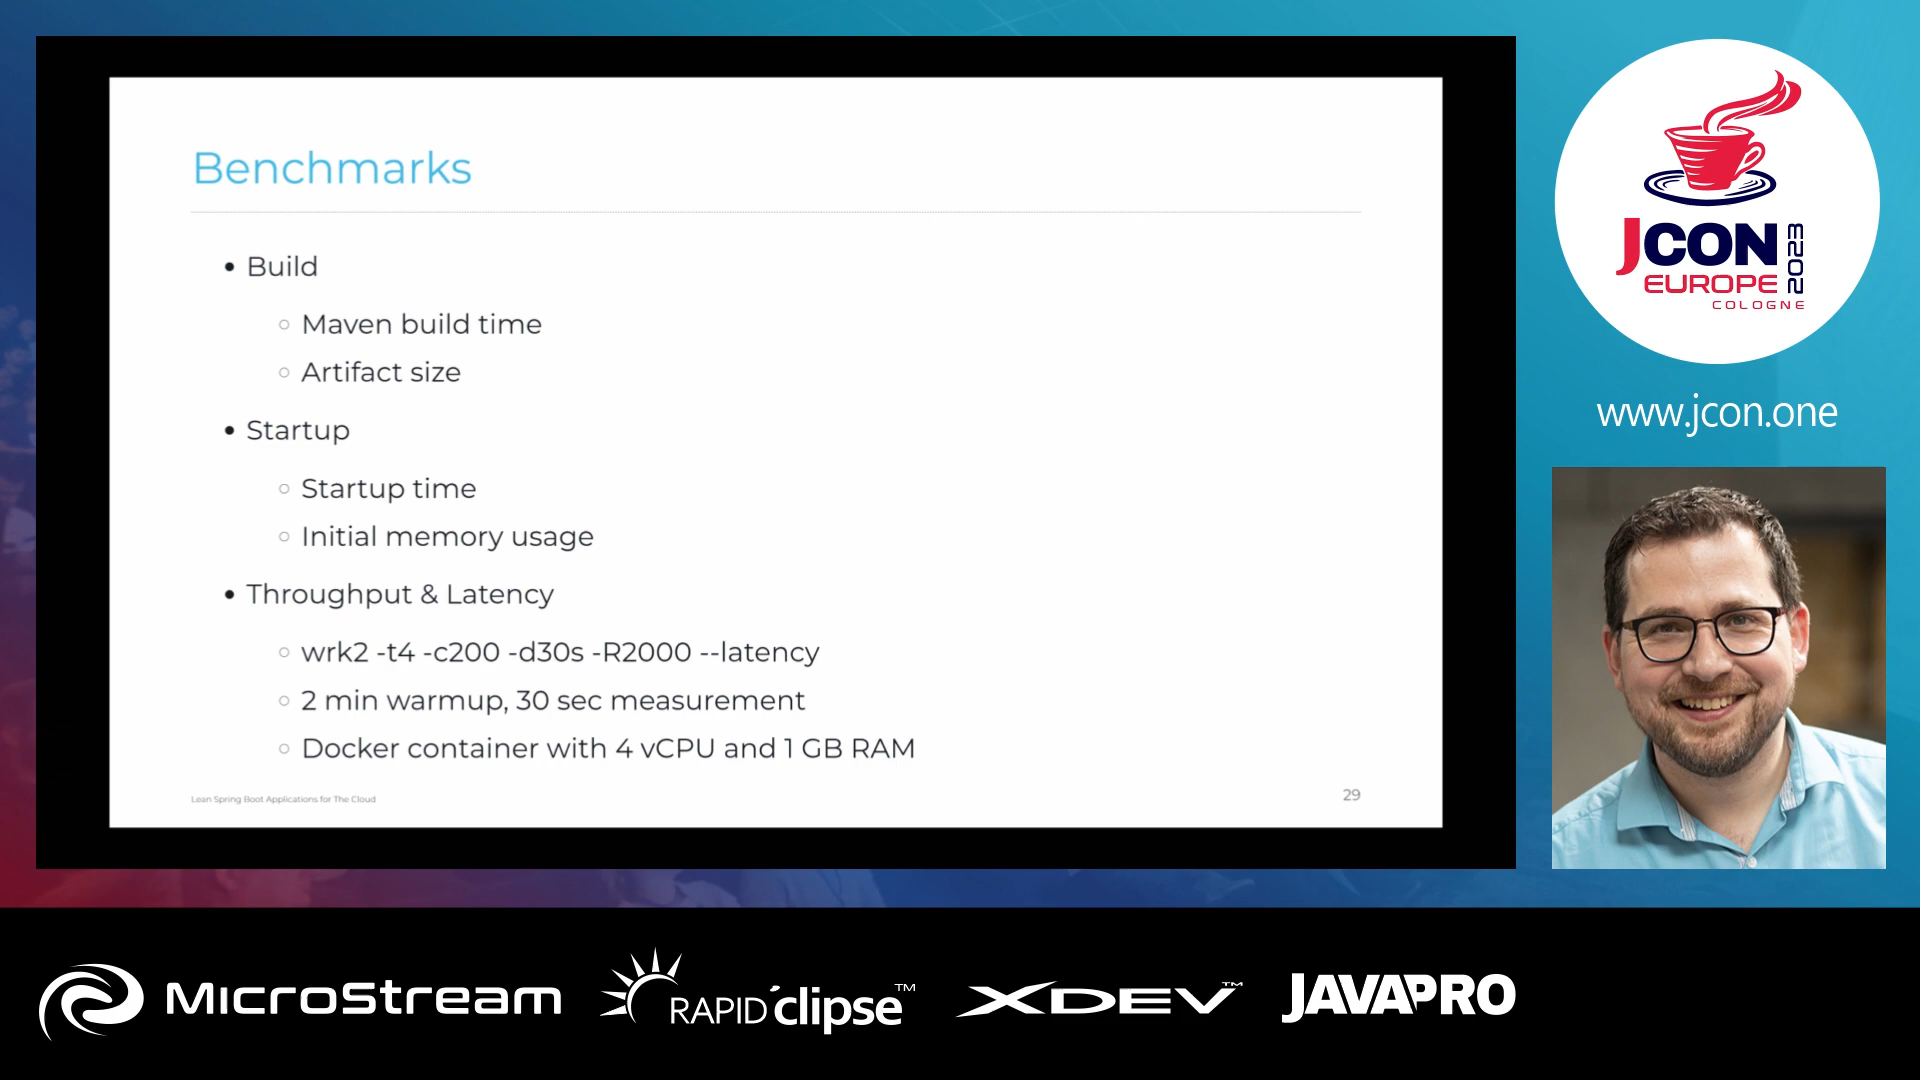 Benchmarks
• Build
○ Maven build time
○ Artifact size
• Startup
○ Startup time
○ Initial memory usage
• Throughput & Latency
○ wrk2 -t4 -c200 -d30s -R2000 --latency
○ 2 min warmup, 30 sec measurement
○ Docker container with 4 vCPU and 1 GB RAM
Lean Spring Boot Applications for The Cloud
29
JCON
EUROPE
COLOGNE
2023
www.jcon.one
MicroStream
RAPID clipse™
XDEV™
JAVAPRO